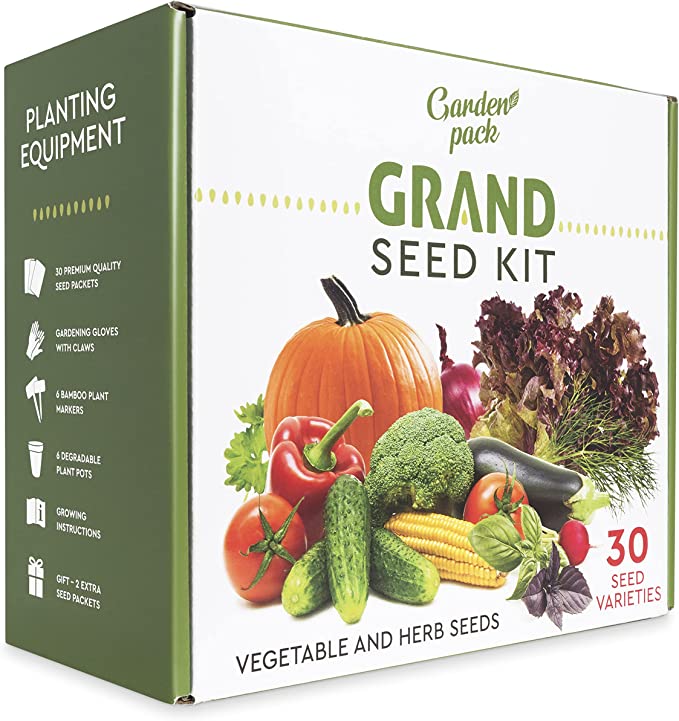 PLANTING
EQUIPMENT
30 PREMIUM QUALITY
SEED PACKETS
GARDENING GLOVES
WITH CLAWS
6 BAMBOO PLANT
MARKERS
6 DEGRADABLE
PLANT POTS
GROWING
INSTRUCTIONS
GIFT – 2 EXTRA
SEED PACKETS
Garden
pack
GRAND
SEED KIT
30
SEED
VARIETIES
VEGETABLE AND HERB SEEDS